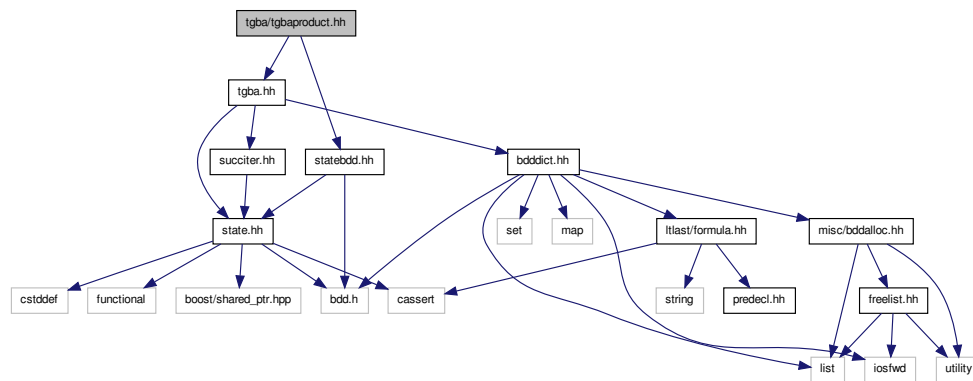 tgba/tgbaproduct.hh
tgba.hh
succiter.hh
statebdd.hh
bdddict.hh
state.hh
set
map
ltlast/formula.hh
misc/bddalloc.hh
cstddef
functional
boost/shared_ptr.hpp
bdd.h
cassert
string
predecl.hh
freelist.hh
list
iosfwd
utility